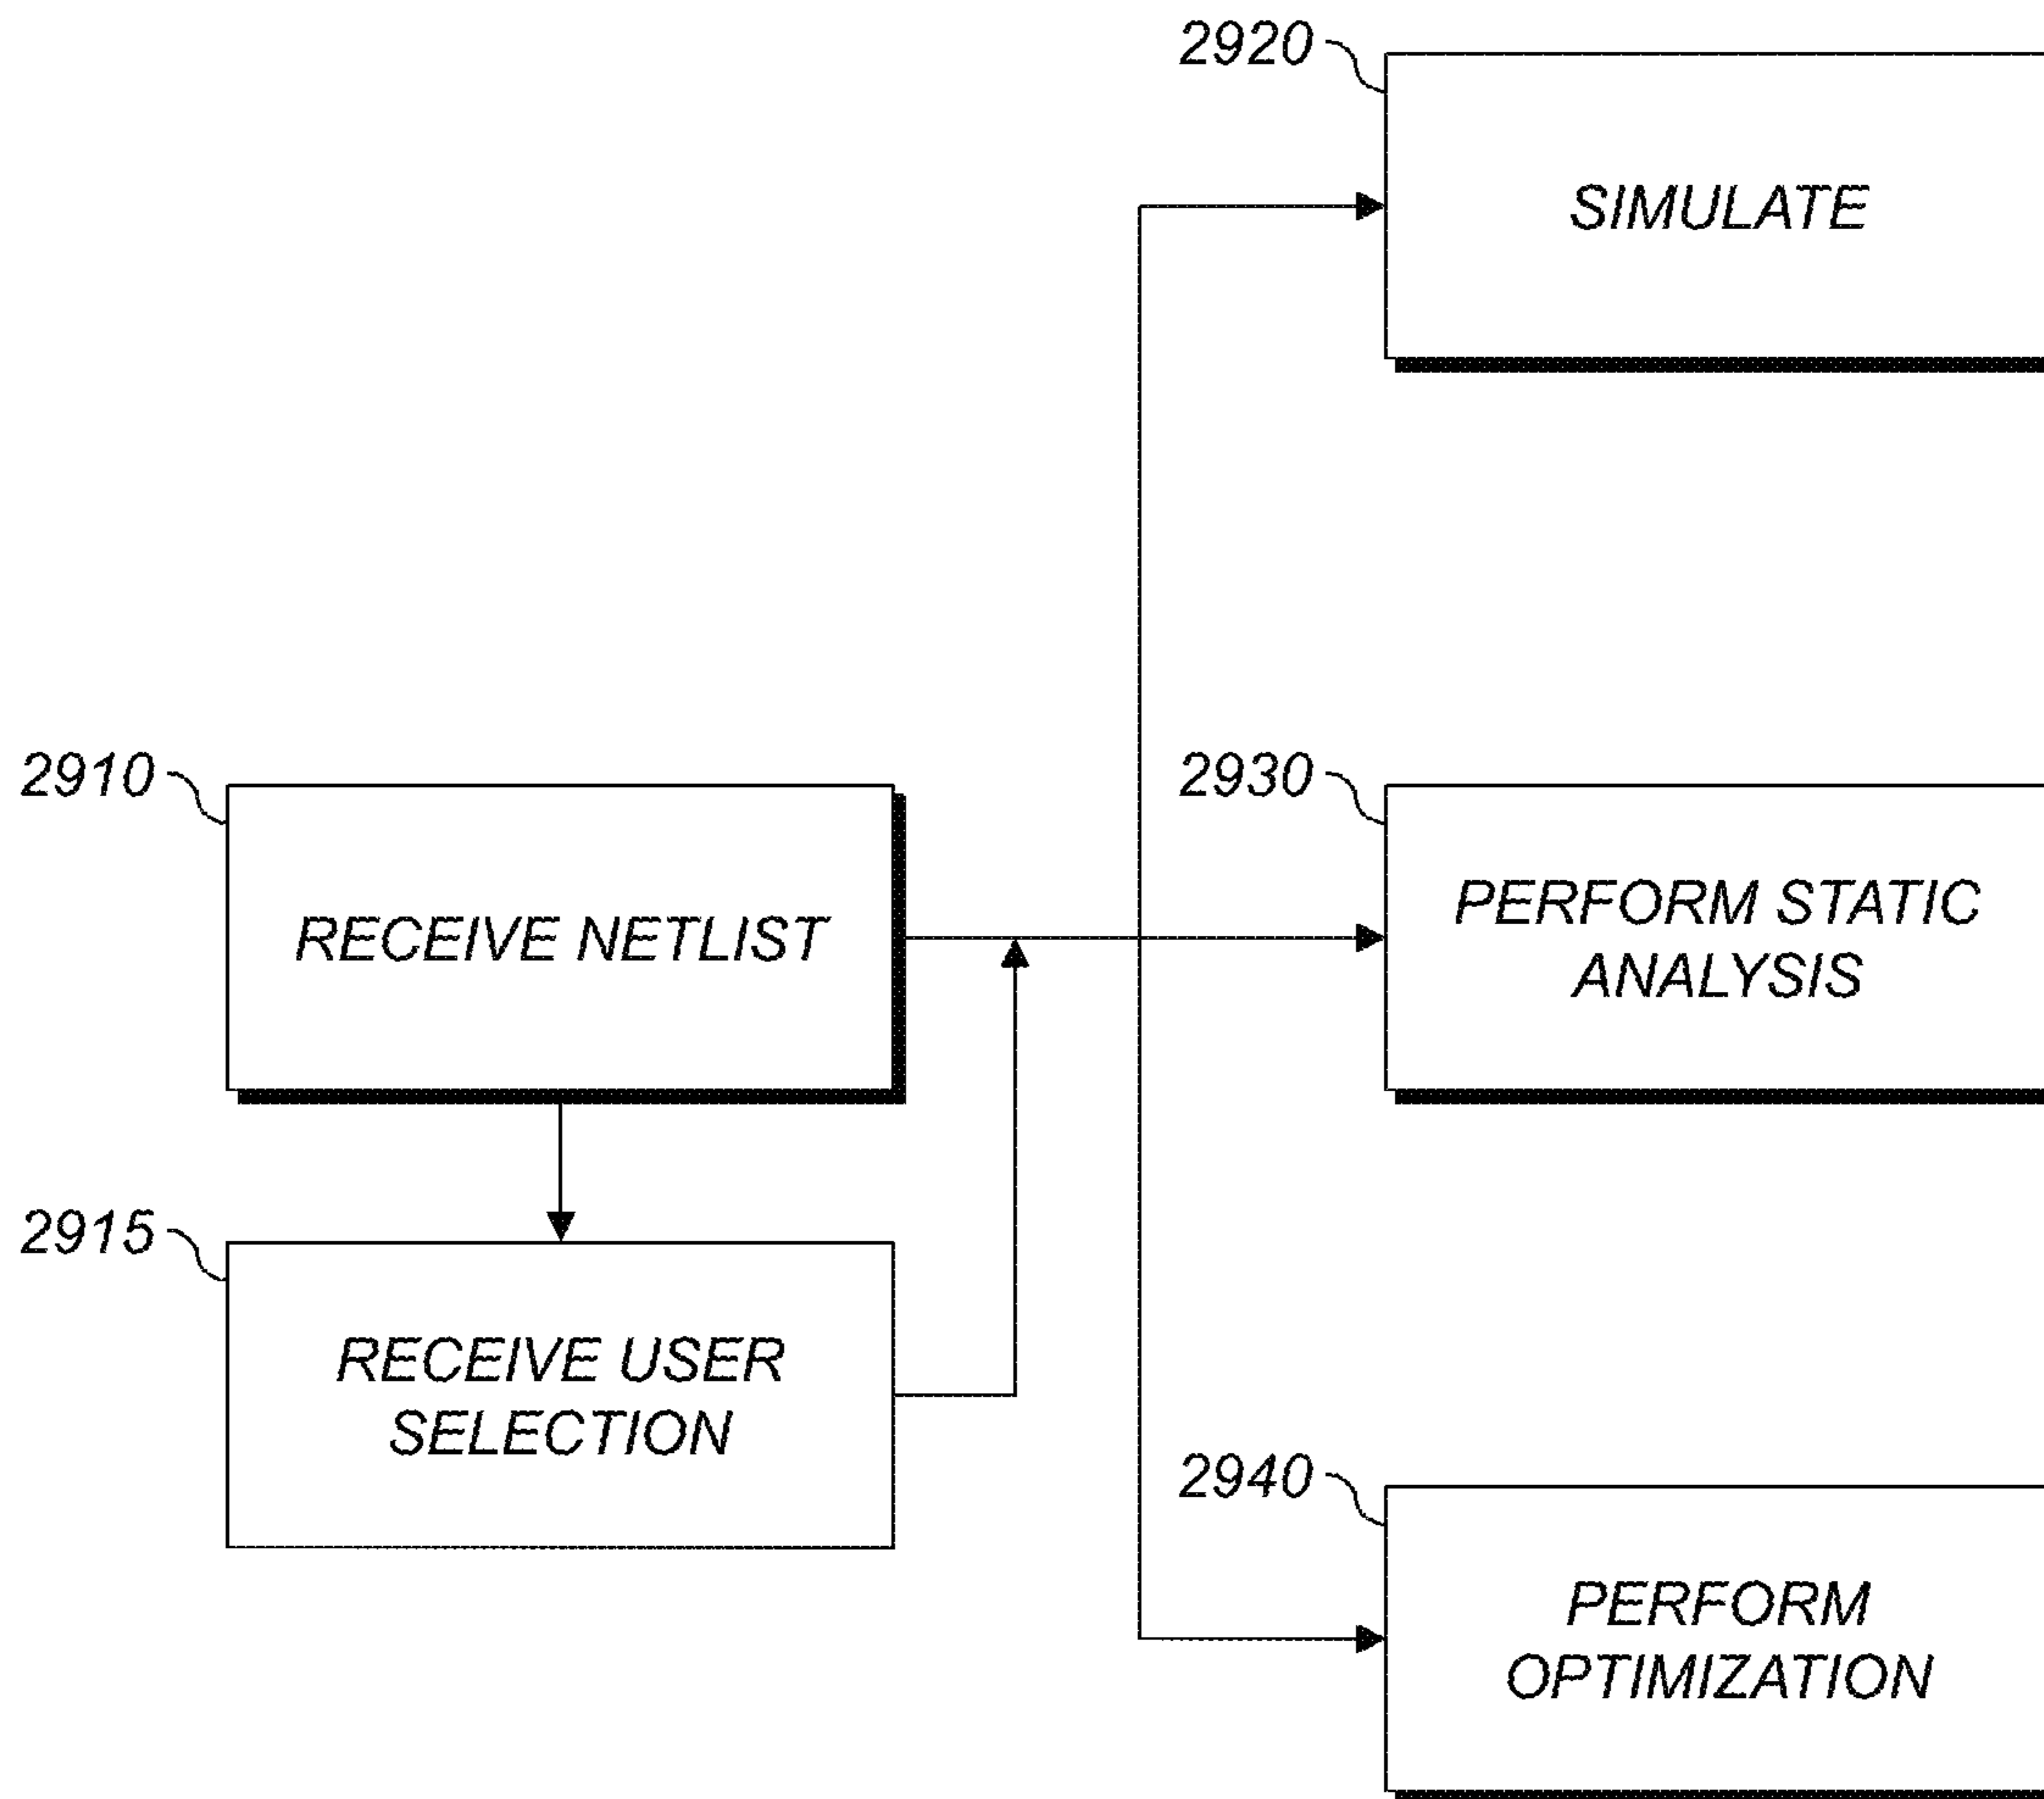 2920
SIMULATE
2910
RECEIVE NETLIST
2930
PERFORM STATIC
ANALYSIS
2915
RECEIVE USER
SELECTION
2940
PERFORM
OPTIMIZATION